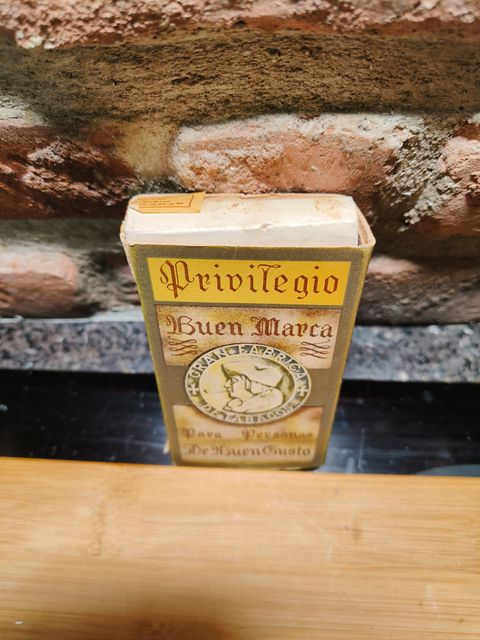 Privilegio
Buen Marca
GRAN FABRICA
DE TABACOS
Para Personas
De Buen Gusto